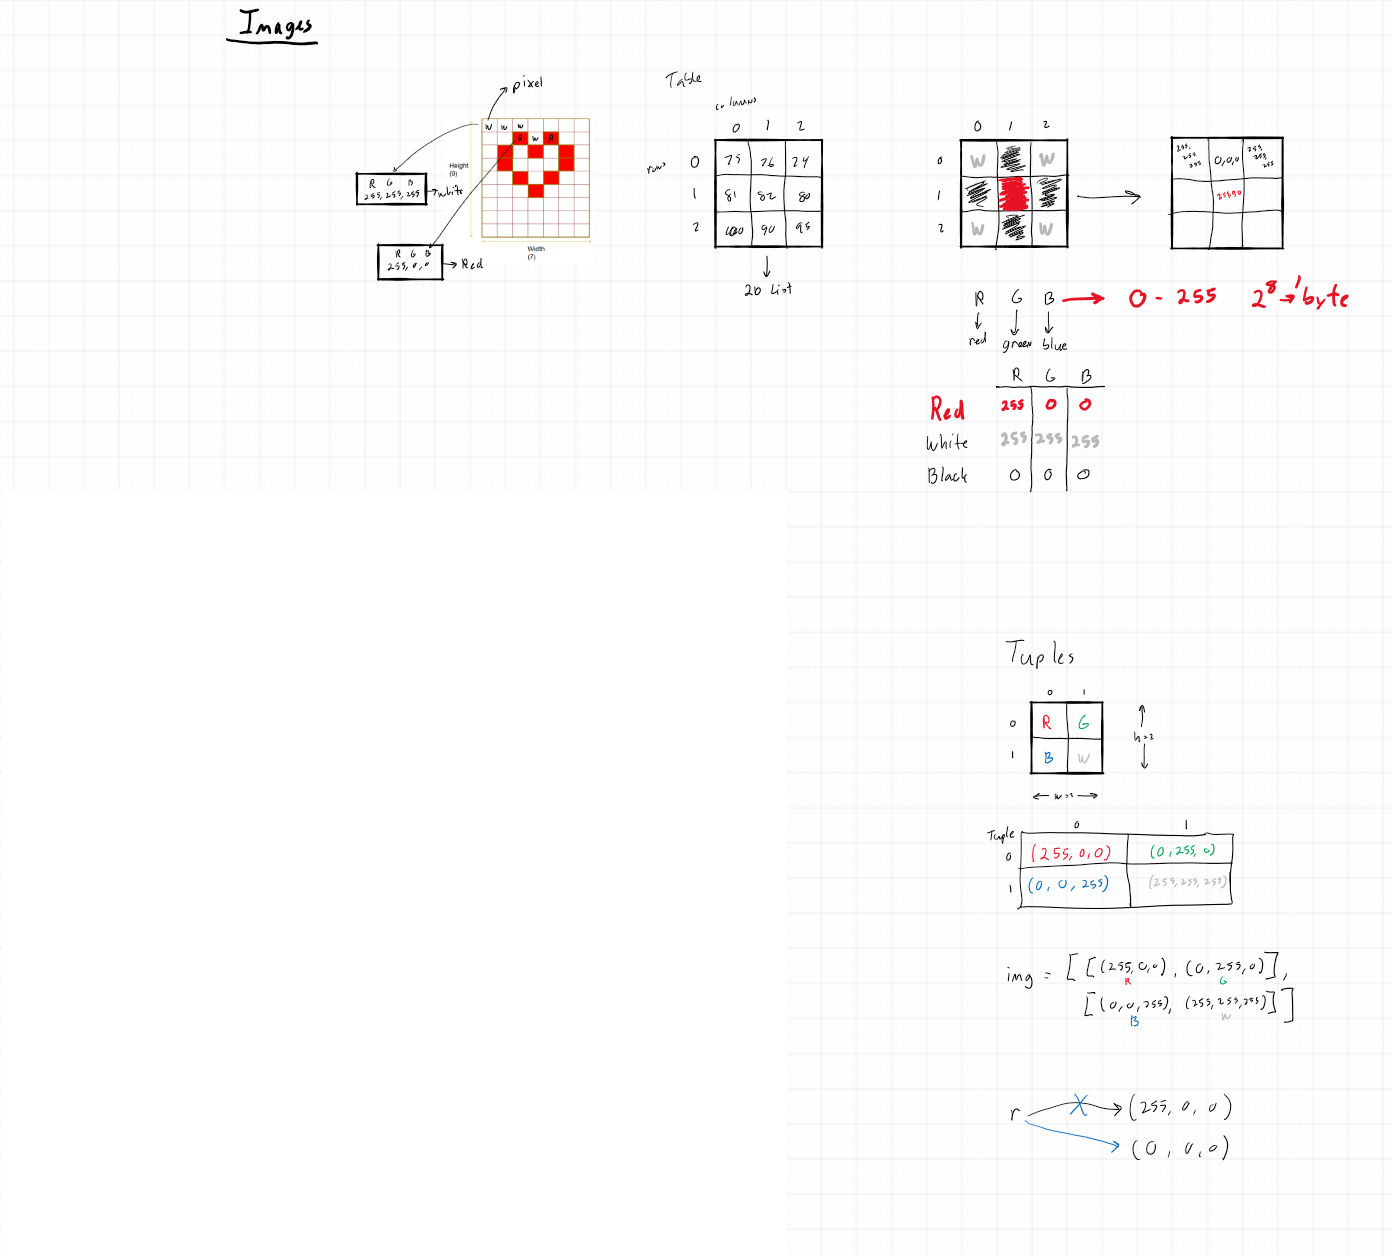 Images
pixel
W W W
R W R
Height
(9)
Width
(7)
R G B
255, 255, 255
white
R G B
255, 0, 0
Red
Table
columns
0 1 2
rows
0 75 76 74
1 81 82 80
2 100 90 95
2D List
0 1 2
0 W W
1
2 W W
255, 255, 255 0,0,0 255, 255, 255
255,0,0
R G B 0 - 255 2^8 → 1 byte
red green blue
R G B
Red 255 0 0
White 255 255 255
Black 0 0 0
Tuples
0 1
0 R G
1 B W
h=2
w=2
Tuple
0 1
0 (255, 0, 0) (0, 255, 0)
1 (0, 0, 255) (255, 255, 255)
img = [ [(255, 0, 0), (0, 255, 0)],
R G
[(0, 0, 255), (255, 255, 255)] ]
B W
r (255, 0, 0)
(0, 0, 0)